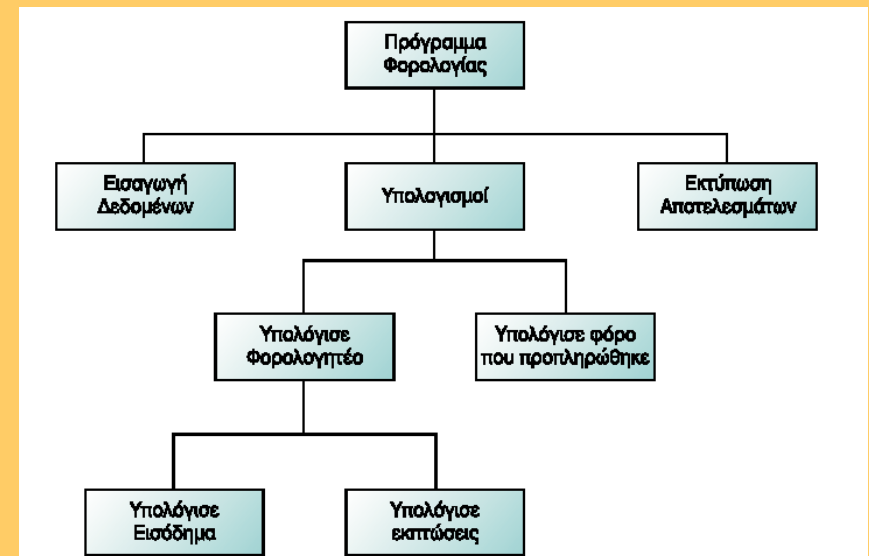 Πρόγραμμα
Φορολογίας
Εισαγωγή
Δεδομένων
Υπολογισμοί
Εκτύπωση
Αποτελεσμάτων
Υπολόγισε
Φορολογητέο
Υπολόγισε φόρο
που προπληρώθηκε
Υπολόγισε
Εισόδημα
Υπολόγισε
εκπτώσεις